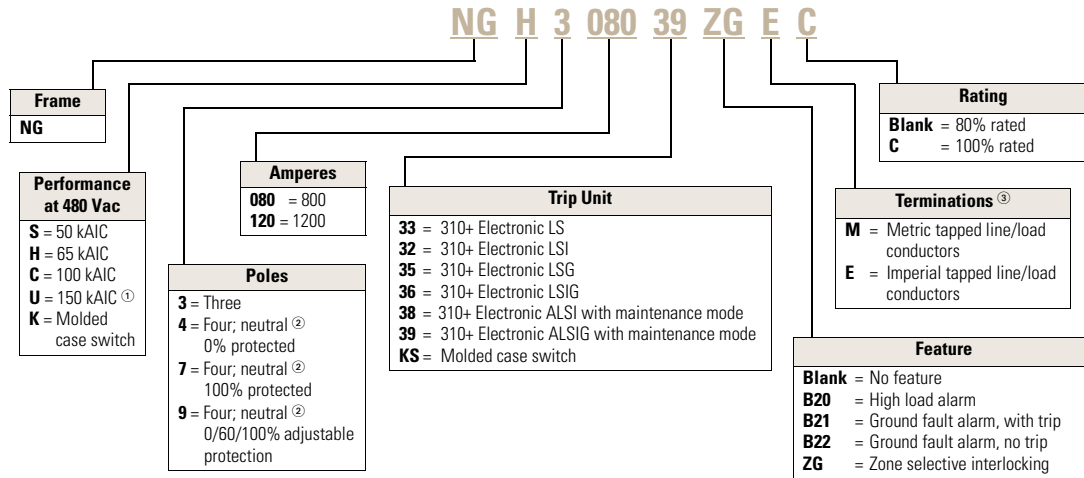 NG H 3 080 39 ZG E C
Frame
NG
Performance
at 480 Vac
S = 50 kAIC
H = 65 kAIC
C = 100 kAIC
U = 150 kAIC ①
K = Molded
case switch
Poles
3 = Three
4 = Four; neutral ②
0% protected
7 = Four; neutral ②
100% protected
9 = Four; neutral ②
0/60/100% adjustable
protection
Amperes
080 = 800
120 = 1200
Trip Unit
33 = 310+ Electronic LS
32 = 310+ Electronic LSI
35 = 310+ Electronic LSG
36 = 310+ Electronic LSIG
38 = 310+ Electronic ALSI with maintenance mode
39 = 310+ Electronic ALSIG with maintenance mode
KS = Molded case switch
Rating
Blank = 80% rated
C = 100% rated
Terminations ③
M = Metric tapped line/load
conductors
E = Imperial tapped line/load
conductors
Feature
Blank = No feature
B20 = High load alarm
B21 = Ground fault alarm, with trip
B22 = Ground fault alarm, no trip
ZG = Zone selective interlocking